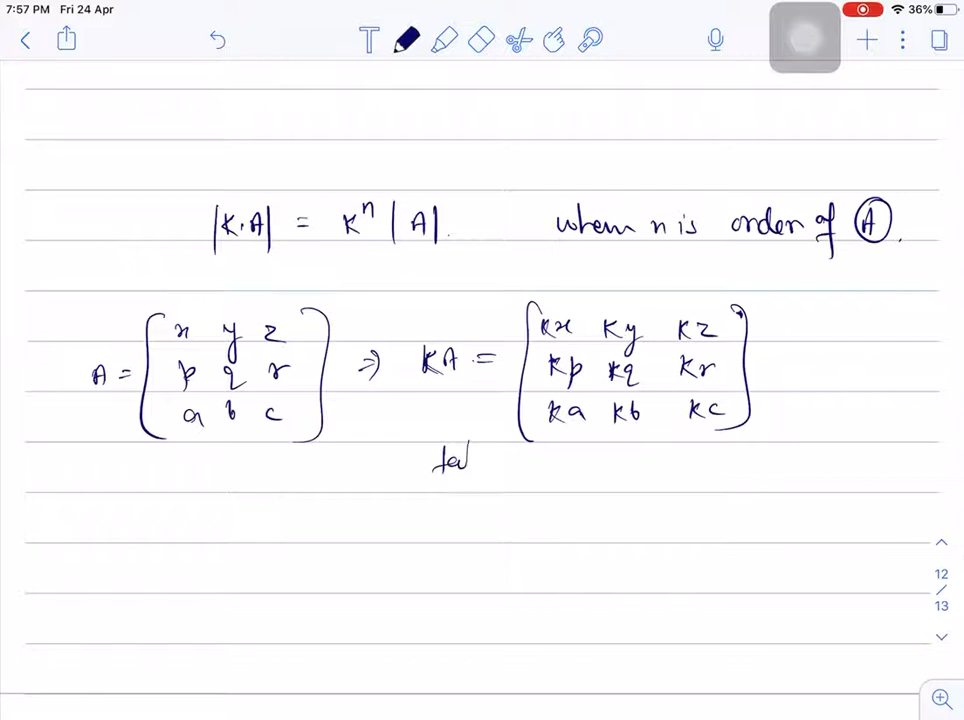 7:57 PM Fri 24 Apr 36%
T
|K·A| = Kⁿ |A|. when n is order of A.
A = [x y z; p q r; a b c] ⇒ KA = [kx ky kz; kp kq kr; ka kb kc]
12
/
13